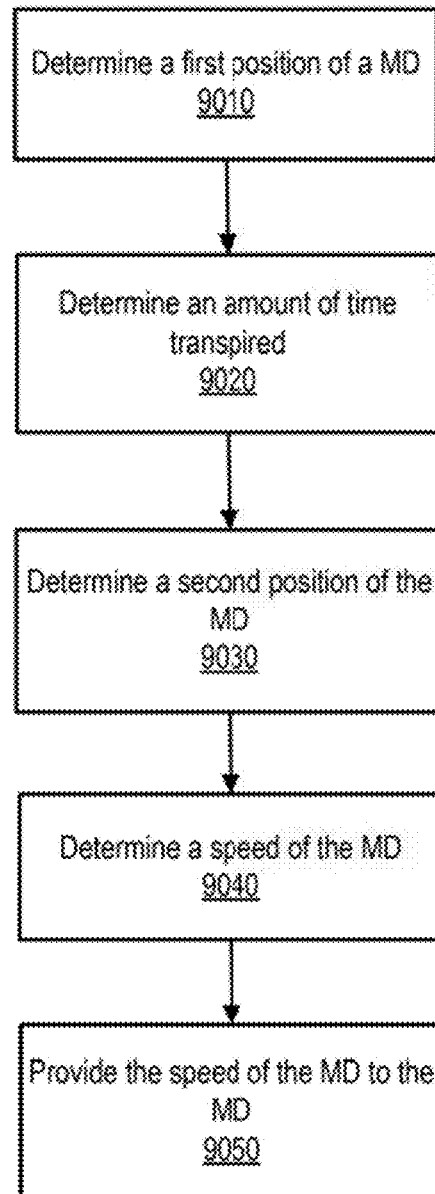 Determine a first position of a MD
9010
Determine an amount of time
transpired
9020
Determine a second position of the
MD
9030
Determine a speed of the MD
9040
Provide the speed of the MD to the
MD
9050